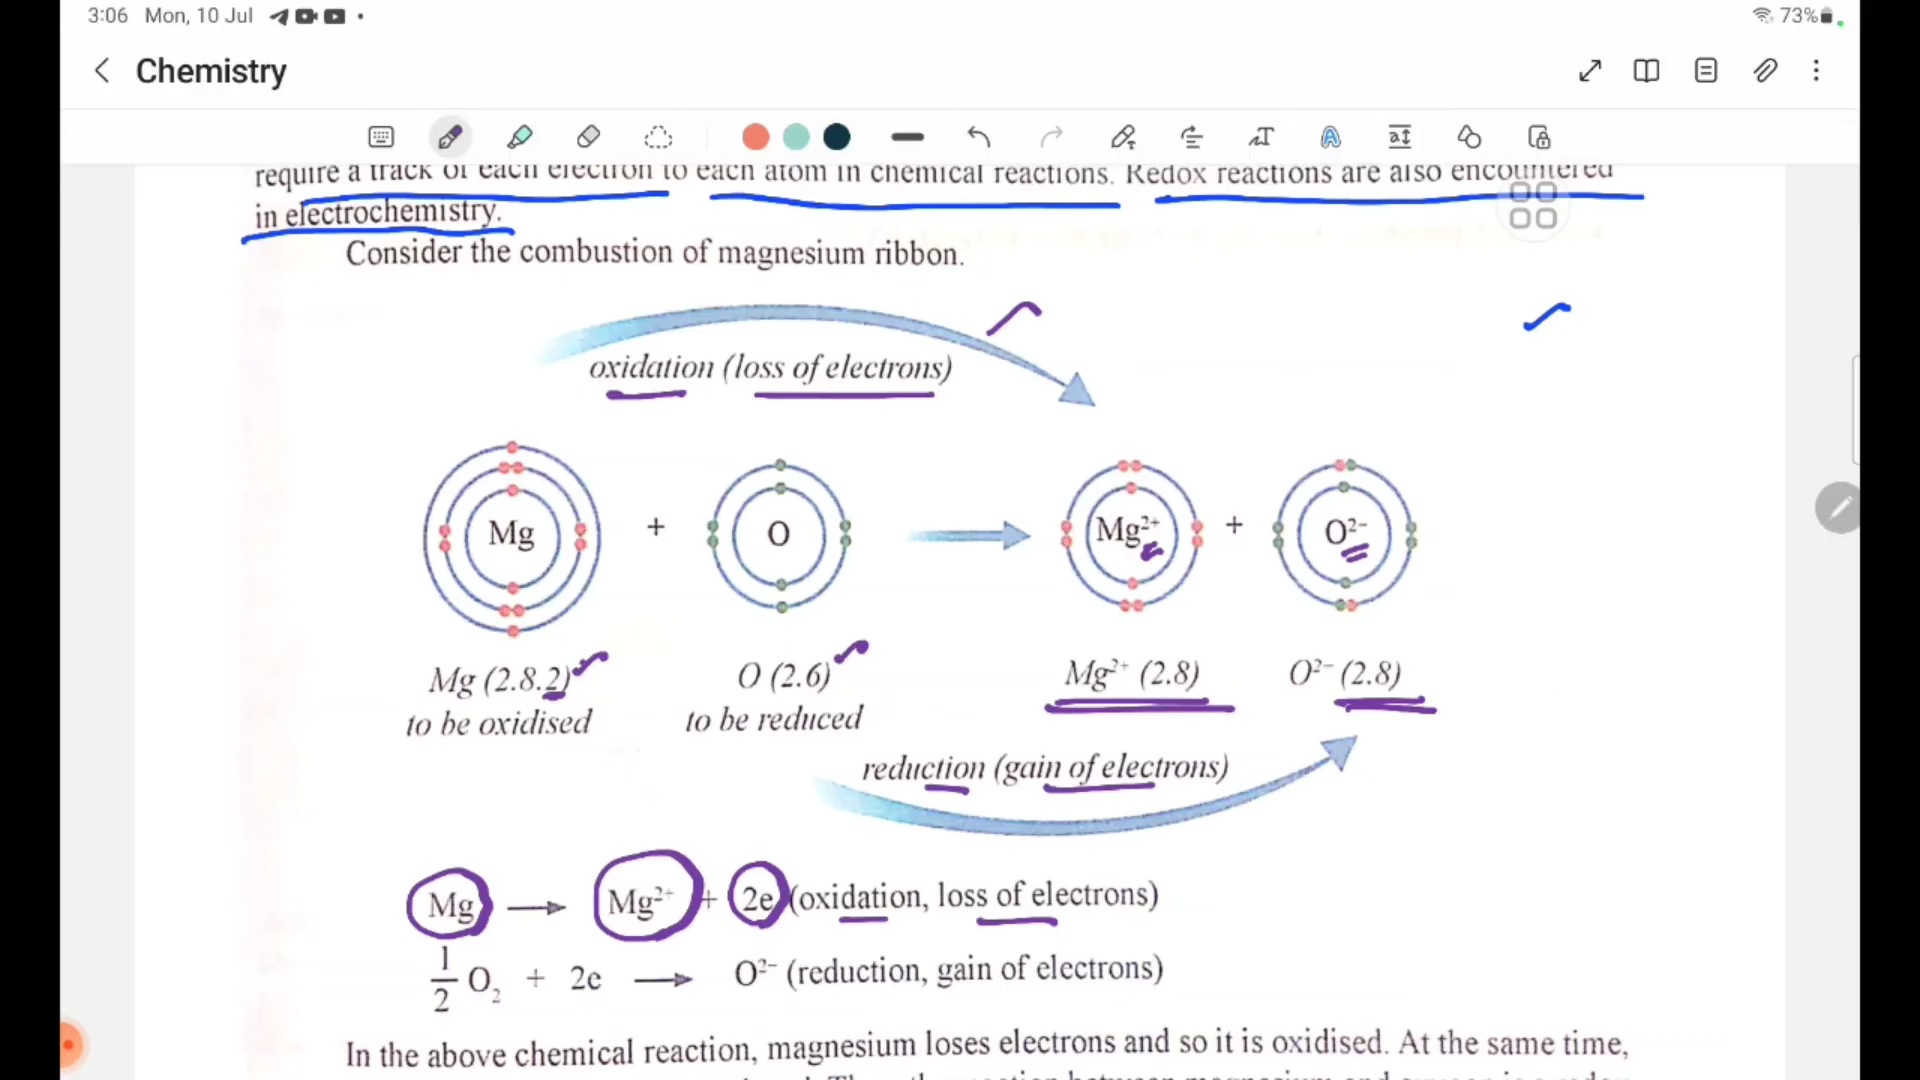 3:06 Mon, 10 Jul
73%
Chemistry
require a track of each electron to each atom in chemical reactions. Redox reactions are also encountered
in electrochemistry.
Consider the combustion of magnesium ribbon.
oxidation (loss of electrons)
Mg + O Mg²⁺ + O²⁻
Mg (2.8.2) O (2.6) Mg²⁺ (2.8) O²⁻ (2.8)
to be oxidised to be reduced
reduction (gain of electrons)
Mg → Mg²⁺ + 2e (oxidation, loss of electrons)
1/2 O₂ + 2e → O²⁻ (reduction, gain of electrons)
In the above chemical reaction, magnesium loses electrons and so it is oxidised. At the same time,